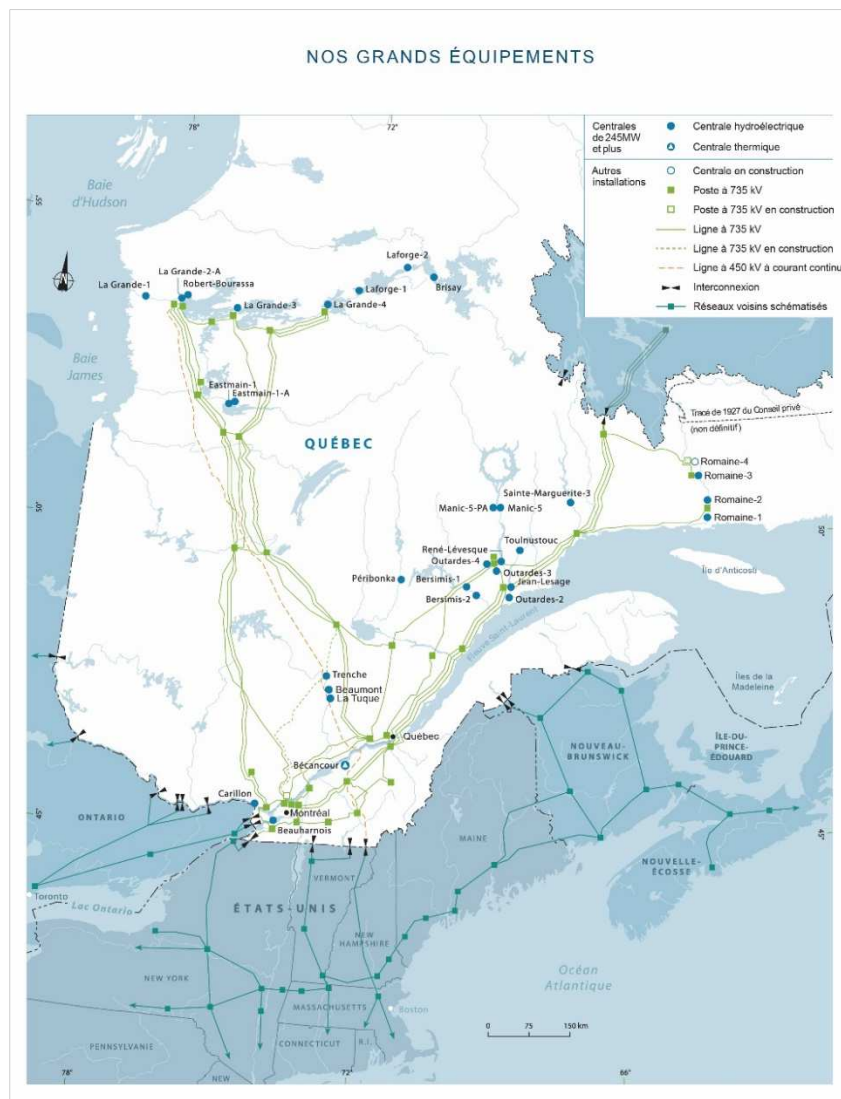 NOS GRANDS ÉQUIPEMENTS
78°
72°
Centrales
de 245MW
et plus
Centrale hydroélectrique
Centrale thermique
Autres
installations
Centrale en construction
Poste à 735 kV
Poste à 735 kV en construction
Ligne à 735 kV
Ligne à 735 kV en construction
Ligne à 450 kV à courant continu
Interconnexion
Réseaux voisins schématisés
Baie
d'Hudson
55°
Laforge-2
La Grande-2-A
Robert-Bourassa
La Grande-1
Laforge-1
Brisay
La Grande-3
La Grande-4
Baie
James
Eastmain-1
Eastmain-1-A
Tracé de 1927 du Conseil privé
(non définitif)
QUÉBEC
Romaine-4
Romaine-3
Sainte-Marguerite-3
Romaine-2
Manic-5-PA
Manic-5
Romaine-1
50°
50°
Toulnustouc
René-Lévesque
Outardes-4
Outardes-3
Île d'Anticosti
Péribonka
Bersimis-1
Jean-Lesage
Bersimis-2
Outardes-2
Fleuve Saint-Laurent
Trenche
Îles de la
Madeleine
Beaumont
La Tuque
Québec
ÎLE-DU-
PRINCE-
ÉDOUARD
NOUVEAU-
BRUNSWICK
Bécancour
Carillon
Montréal
45°
45°
ONTARIO
Beauharnois
MAINE
NOUVELLE-
ÉCOSSE
VERMONT
Toronto
Lac Ontario
ÉTATS-UNIS
NEW
HAMPSHIRE
NEW YORK
Océan
Atlantique
MASSACHUSETTS
Boston
0 75 150 km
CONNECTICUT
R.I.
PENNSYLVANIE
NEW
78°
72°
66°